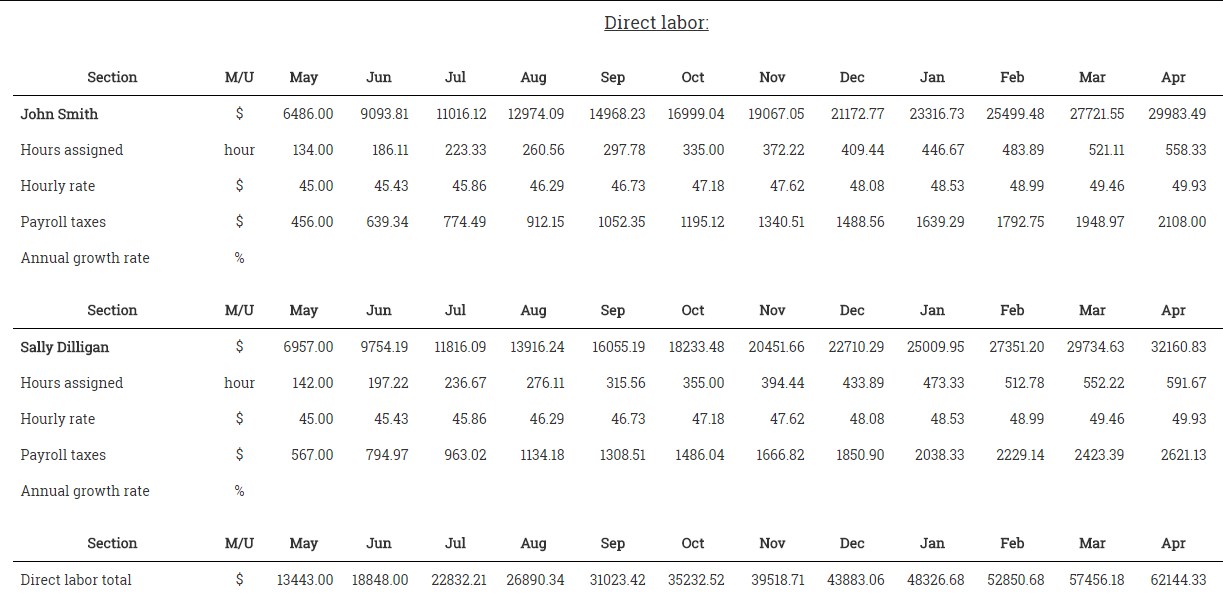 Direct labor:
Section M/U May Jun Jul Aug Sep Oct Nov Dec Jan Feb Mar Apr
John Smith $ 6486.00 9093.81 11016.12 12974.09 14968.23 16999.04 19067.05 21172.77 23316.73 25499.48 27721.55 29983.49
Hours assigned hour 134.00 186.11 223.33 260.56 297.78 335.00 372.22 409.44 446.67 483.89 521.11 558.33
Hourly rate $ 45.00 45.43 45.86 46.29 46.73 47.18 47.62 48.08 48.53 48.99 49.46 49.93
Payroll taxes $ 456.00 639.34 774.49 912.15 1052.35 1195.12 1340.51 1488.56 1639.29 1792.75 1948.97 2108.00
Annual growth rate %
Section M/U May Jun Jul Aug Sep Oct Nov Dec Jan Feb Mar Apr
Sally Dilligan $ 6957.00 9754.19 11816.09 13916.24 16055.19 18233.48 20451.66 22710.29 25009.95 27351.20 29734.63 32160.83
Hours assigned hour 142.00 197.22 236.67 276.11 315.56 355.00 394.44 433.89 473.33 512.78 552.22 591.67
Hourly rate $ 45.00 45.43 45.86 46.29 46.73 47.18 47.62 48.08 48.53 48.99 49.46 49.93
Payroll taxes $ 567.00 794.97 963.02 1134.18 1308.51 1486.04 1666.82 1850.90 2038.33 2229.14 2423.39 2621.13
Annual growth rate %
Section M/U May Jun Jul Aug Sep Oct Nov Dec Jan Feb Mar Apr
Direct labor total $ 13443.00 18848.00 22832.21 26890.34 31023.42 35232.52 39518.71 43883.06 48326.68 52850.68 57456.18 62144.33